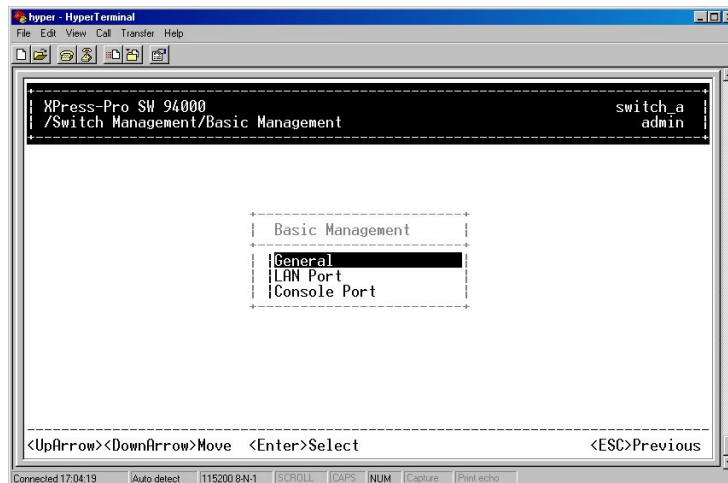 hyper - HyperTerminal
File Edit View Call Transfer Help
XPress-Pro SW 94000 switch_a
/Switch Management/Basic Management admin
Basic Management
General
LAN Port
Console Port
<UpArrow><DownArrow>Move <Enter>Select <ESC>Previous
Connected 17:04:19 Auto detect 115200 8-N-1 SCROLL CAPS NUM Capture Print echo